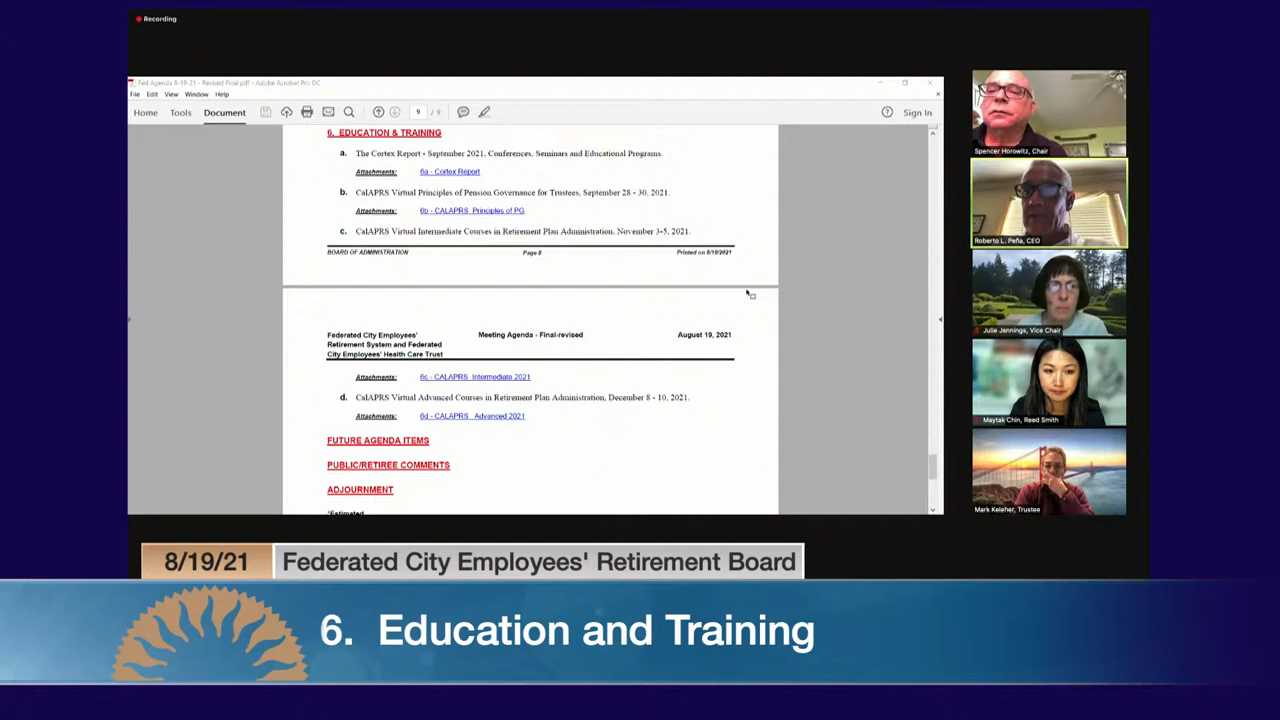 Recording
Fed Agenda 8-19-21 - Revised Final.pdf - Adobe Acrobat Pro DC
File Edit View Window Help
Home Tools Document 9 / 9 Sign In
6. EDUCATION & TRAINING
a. The Cortex Report - September 2021, Conferences, Seminars and Educational Programs.
Attachments: 6a - Cortex Report
b. CalAPRS Virtual Principles of Pension Governance for Trustees, September 28 - 30, 2021.
Attachments: 6b - CALAPRS Principles of PG
c. CalAPRS Virtual Intermediate Courses in Retirement Plan Administration, November 3-5, 2021.
BOARD OF ADMINISTRATION Page 8 Printed on 8/18/2021
Federated City Employees' Meeting Agenda - Final-revised August 19, 2021
Retirement System and Federated
City Employees' Health Care Trust
Attachments: 6c - CALAPRS Intermediate 2021
d. CalAPRS Virtual Advanced Courses in Retirement Plan Administration, December 8 - 10, 2021.
Attachments: 6d - CALAPRS Advanced 2021
FUTURE AGENDA ITEMS
PUBLIC/RETIREE COMMENTS
ADJOURNMENT
*Estimated
Spencer Horowitz, Chair
Roberto L. Peña, CEO
Julie Jennings, Vice Chair
Maytak Chin, Reed Smith
Mark Keleher, Trustee
8/19/21 Federated City Employees' Retirement Board
6. Education and Training